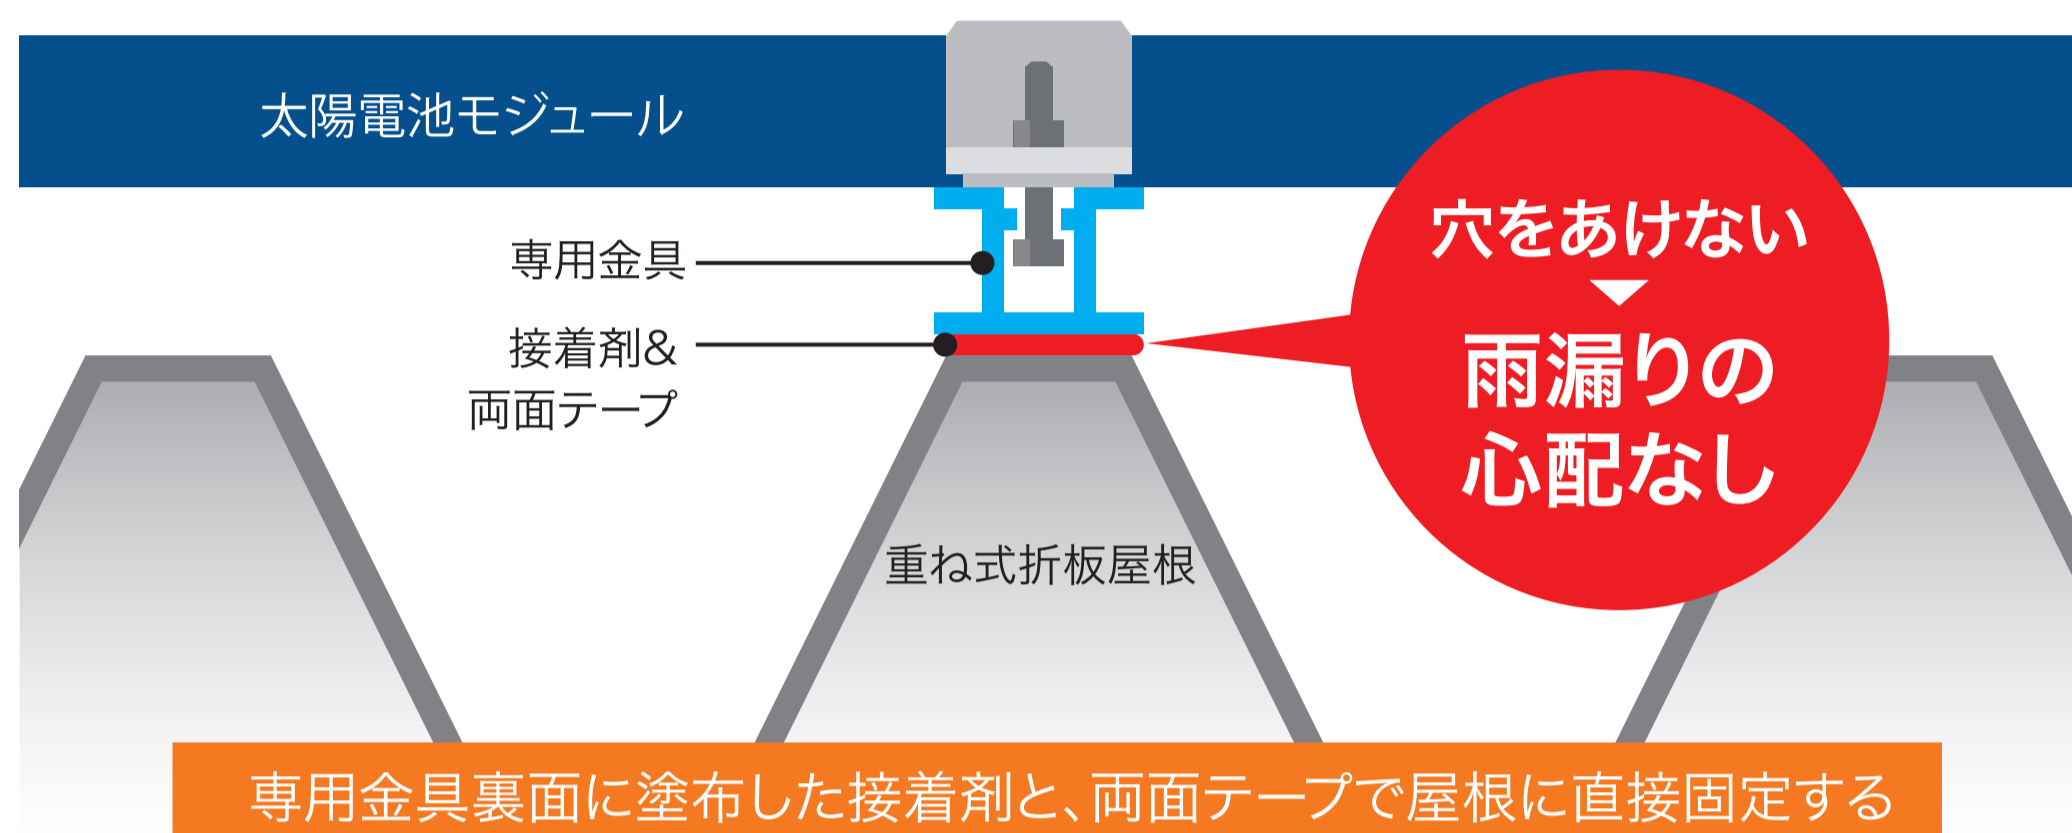 太陽電池モジュール
専用金具
接着剤&
両面テープ
穴をあけない
雨漏りの
心配なし
重ね式折板屋根
専用金具裏面に塗布した接着剤と、両面テープで屋根に直接固定する